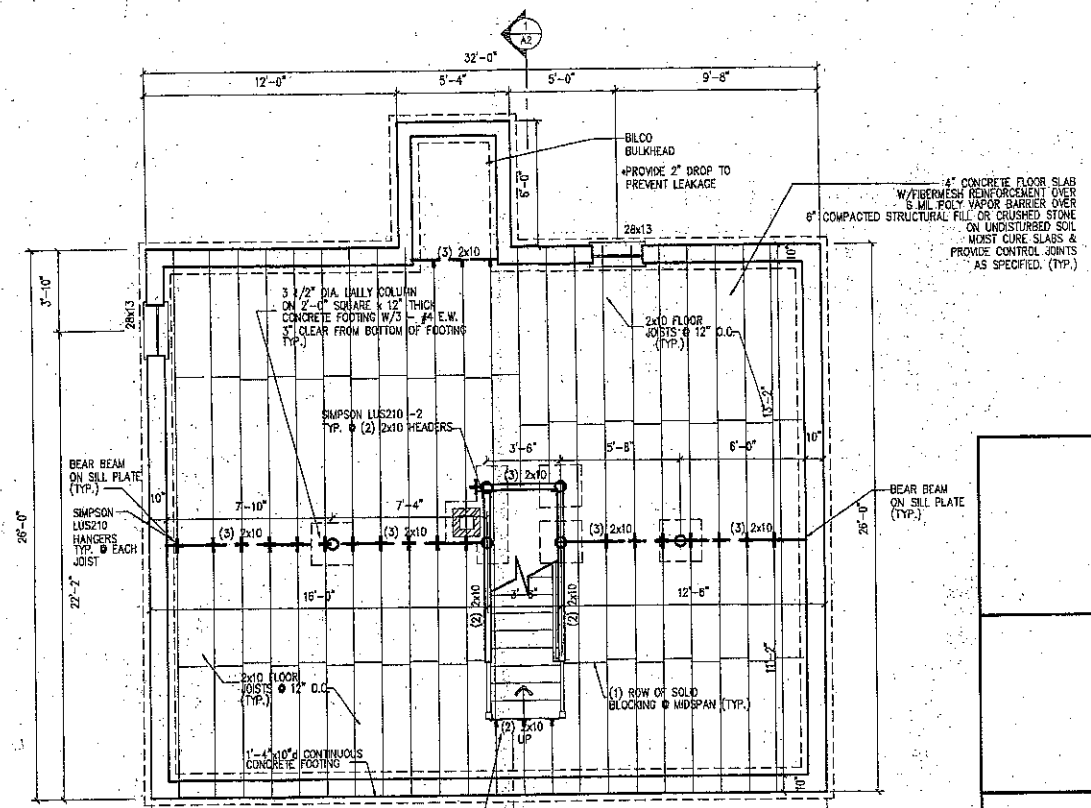 1
A2
32'-0"
12'-0"
5'-4"
5'-0"
9'-8"
BILCO
BULKHEAD
*PROVIDE 2" DROP TO
PREVENT LEAKAGE
6'-0"
4" CONCRETE FLOOR SLAB
W/FIBERMESH REINFORCEMENT OVER
6 MIL POLY VAPOR BARRIER OVER
6" COMPACTED STRUCTURAL FILL OR CRUSHED STONE
ON UNDISTURBED SOIL
MOIST CURE SLABS &
PROVIDE CONTROL JOINTS
AS SPECIFIED. (TYP.)
28x13
(3) 2x10
10"
3'-10"
28x13
3 1/2" DIA. LALLY COLUMN
ON 2'-0" SQUARE x 12" THICK
CONCRETE FOOTING W/3 - #4 E.W.
3" CLEAR FROM BOTTOM OF FOOTING
TYP.)
2x10 FLOOR
JOISTS @ 12" O.C.
(TYP.)
13'-2"
SIMPSON LUS210 -2
TYP. @ (2) 2x10 HEADERS
3'-6"
5'-8"
6'-0"
10"
(3) 2x10
BEAR BEAM
ON SILL PLATE
(TYP.)
10"
7'-10"
7'-4"
BEAR BEAM
ON SILL PLATE
(TYP.)
SIMPSON
LUS210
HANGERS
TYP. @ EACH
JOIST
(3) 2x10
(3) 2x10
(3) 2x10
(3) 2x10
26'-0"
22'-2"
26'-0"
16'-0"
12'-6"
(2) 2x10
(2) 2x10
11'-2"
2x10 FLOOR
JOISTS @ 12" O.C.
(TYP.)
(1) ROW OF SOLID
BLOCKING @ MIDSPAN (TYP.)
(2) 2x10
UP
1'-4"x10"d CONTINUOUS
CONCRETE FOOTING
10"